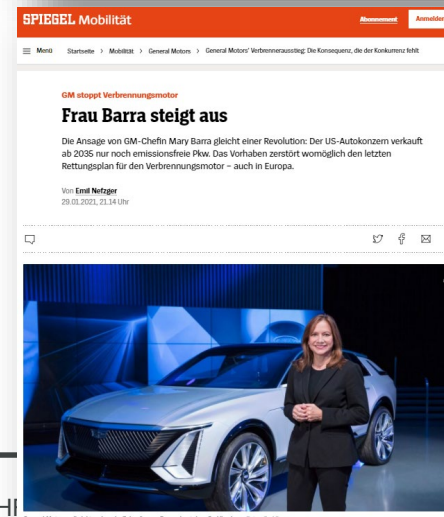 SPIEGEL Mobilität
Abonnement Anmelden
Menü Startseite > Mobilität > General Motors > General Motors' Verbrennerausstieg: Die Konsequenz, die der Konkurrenz fehlt
GM stoppt Verbrennungsmotor
Frau Barra steigt aus
Die Ansage von GM-Chefin Mary Barra gleicht einer Revolution: Der US-Autokonzern verkauft
ab 2035 nur noch emissionsfreie Pkw. Das Vorhaben zerstört womöglich den letzten
Rettungsplan für den Verbrennungsmotor – auch in Europa.
Von Emil Nefzger
29.01.2021, 21.14 Uhr